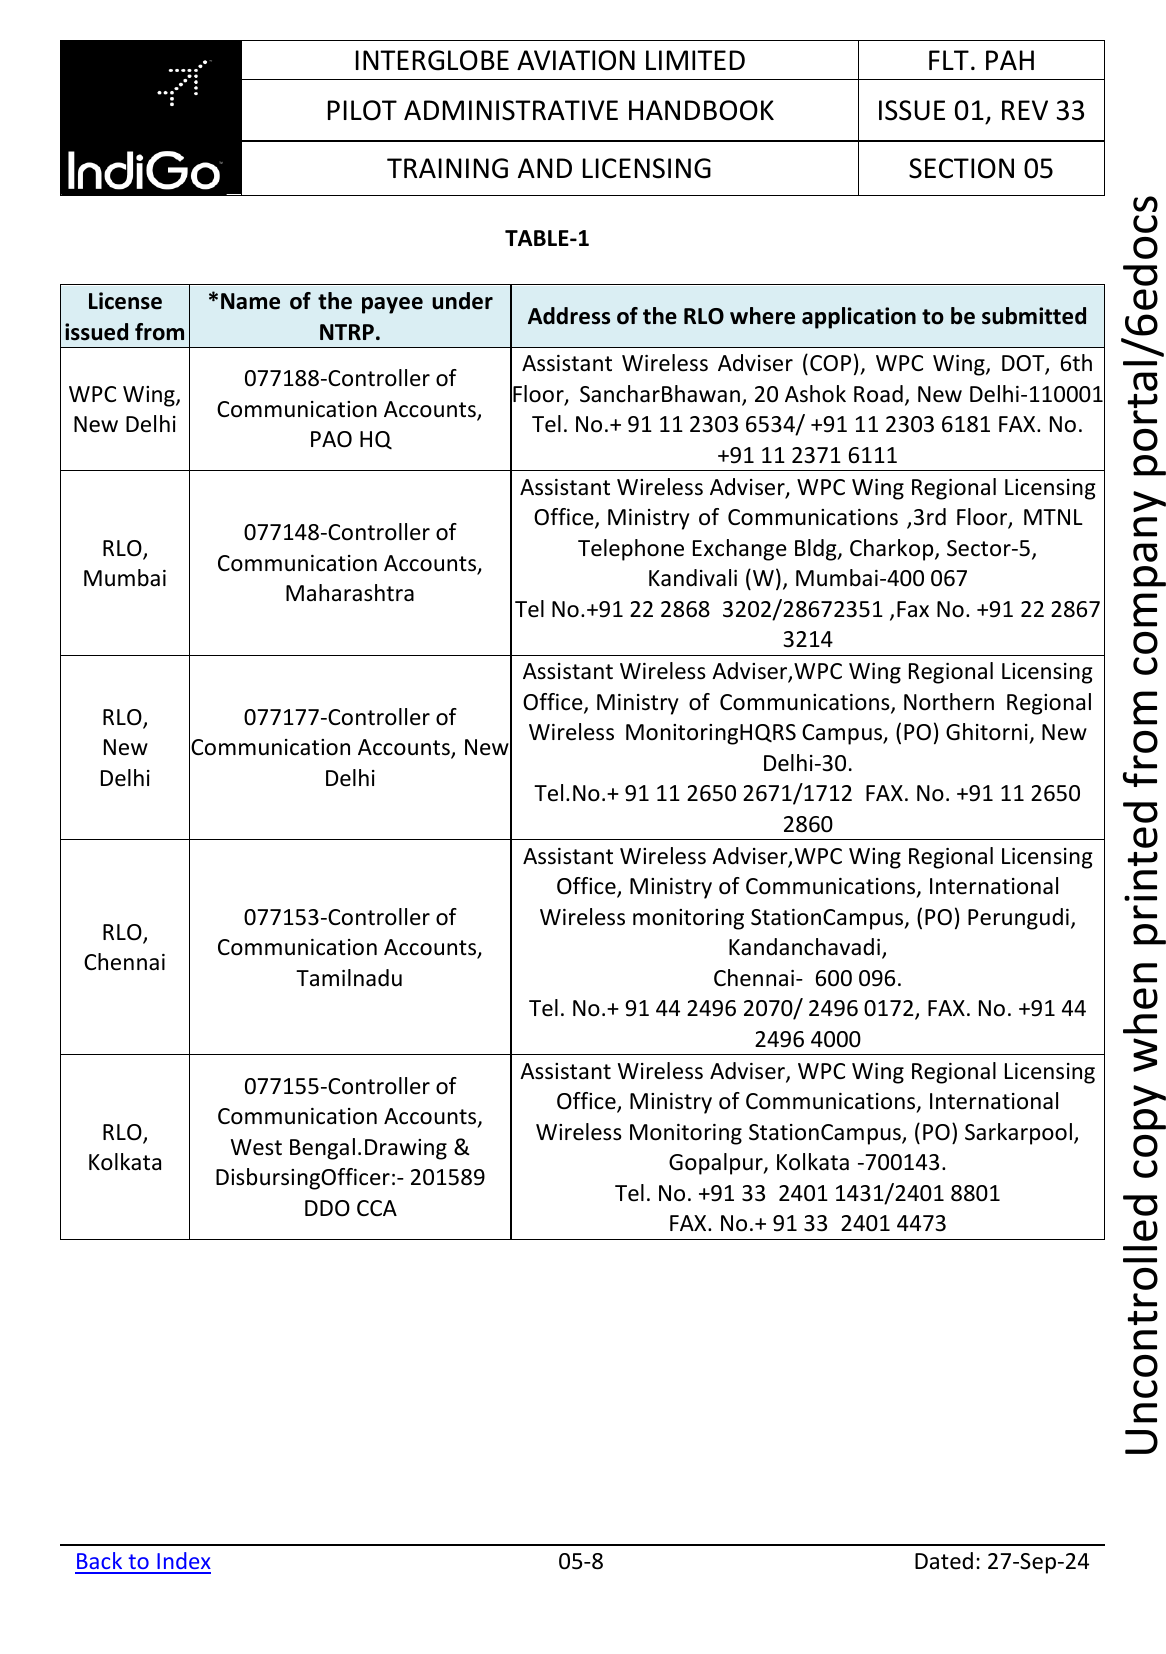 IndiGo
INTERGLOBE AVIATION LIMITED
FLT. PAH
PILOT ADMINISTRATIVE HANDBOOK
ISSUE 01, REV 33
TRAINING AND LICENSING
SECTION 05
TABLE-1
License
issued from
*Name of the payee under
NTRP.
Address of the RLO where application to be submitted
WPC Wing,
New Delhi
077188-Controller of
Communication Accounts,
PAO HQ
Assistant Wireless Adviser (COP), WPC Wing, DOT, 6th
Floor, SancharBhawan, 20 Ashok Road, New Delhi-110001
Tel. No.+ 91 11 2303 6534/ +91 11 2303 6181 FAX. No.
+91 11 2371 6111
RLO,
Mumbai
077148-Controller of
Communication Accounts,
Maharashtra
Assistant Wireless Adviser, WPC Wing Regional Licensing
Office, Ministry of Communications ,3rd Floor, MTNL
Telephone Exchange Bldg, Charkop, Sector-5,
Kandivali (W), Mumbai-400 067
Tel No.+91 22 2868 3202/28672351 ,Fax No. +91 22 2867
3214
RLO,
New
Delhi
077177-Controller of
Communication Accounts, New
Delhi
Assistant Wireless Adviser,WPC Wing Regional Licensing
Office, Ministry of Communications, Northern Regional
Wireless MonitoringHQRS Campus, (PO) Ghitorni, New
Delhi-30.
Tel.No.+ 91 11 2650 2671/1712 FAX. No. +91 11 2650
2860
RLO,
Chennai
077153-Controller of
Communication Accounts,
Tamilnadu
Assistant Wireless Adviser,WPC Wing Regional Licensing
Office, Ministry of Communications, International
Wireless monitoring StationCampus, (PO) Perungudi,
Kandanchavadi,
Chennai- 600 096.
Tel. No.+ 91 44 2496 2070/ 2496 0172, FAX. No. +91 44
2496 4000
RLO,
Kolkata
077155-Controller of
Communication Accounts,
West Bengal.Drawing &
DisbursingOfficer:- 201589
DDO CCA
Assistant Wireless Adviser, WPC Wing Regional Licensing
Office, Ministry of Communications, International
Wireless Monitoring StationCampus, (PO) Sarkarpool,
Gopalpur, Kolkata -700143.
Tel. No. +91 33 2401 1431/2401 8801
FAX. No.+ 91 33 2401 4473
Uncontrolled copy when printed from company portal/6edocs
Back to Index
05-8
Dated: 27-Sep-24